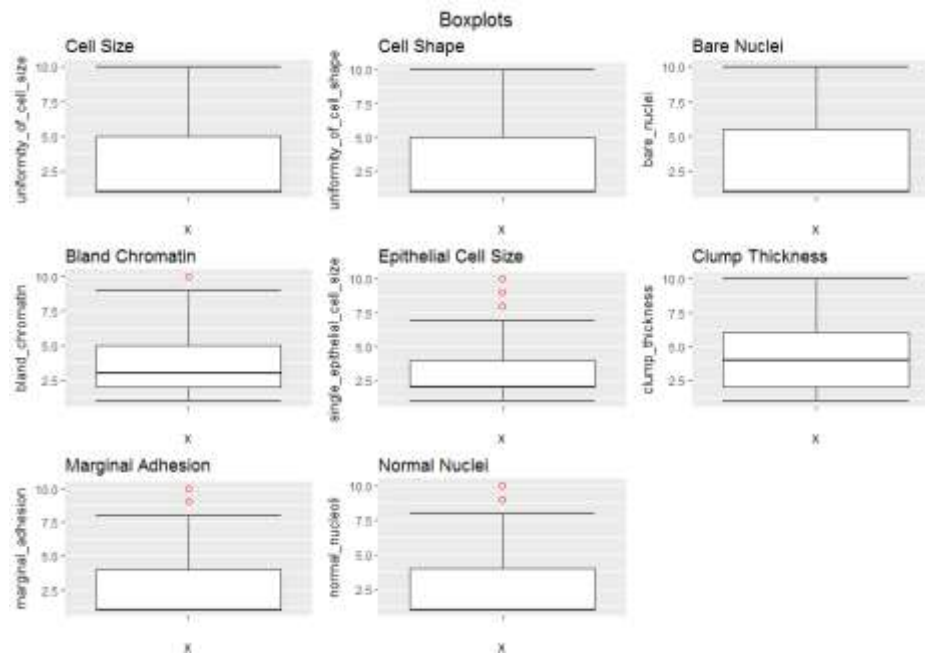 Boxplots
Cell Size
uniformity_of_cell_size
10.0
7.5
5.0
2.5
x
Cell Shape
uniformity_of_cell_shape
10.0
7.5
5.0
2.5
x
Bare Nuclei
bare_nuclei
10.0
7.5
5.0
2.5
x
Bland Chromatin
bland_chromatin
10.0
7.5
5.0
2.5
x
Epithelial Cell Size
single_epithelial_cell_size
10.0
7.5
5.0
2.5
x
Clump Thickness
clump_thickness
10.0
7.5
5.0
2.5
x
Marginal Adhesion
marginal_adhesion
10.0
7.5
5.0
2.5
x
Normal Nuclei
normal_nucleoli
10.0
7.5
5.0
2.5
x